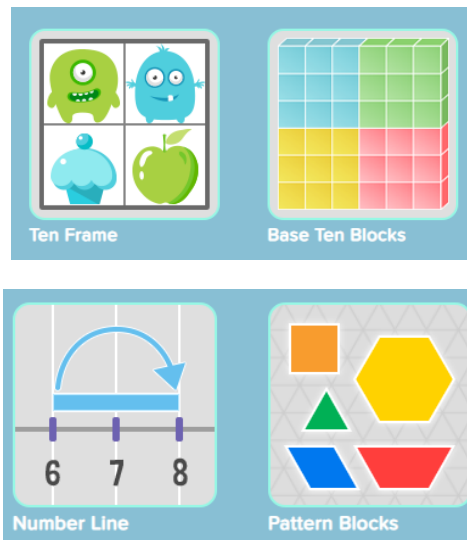 Ten Frame
Base Ten Blocks
6 7 8
Number Line
Pattern Blocks